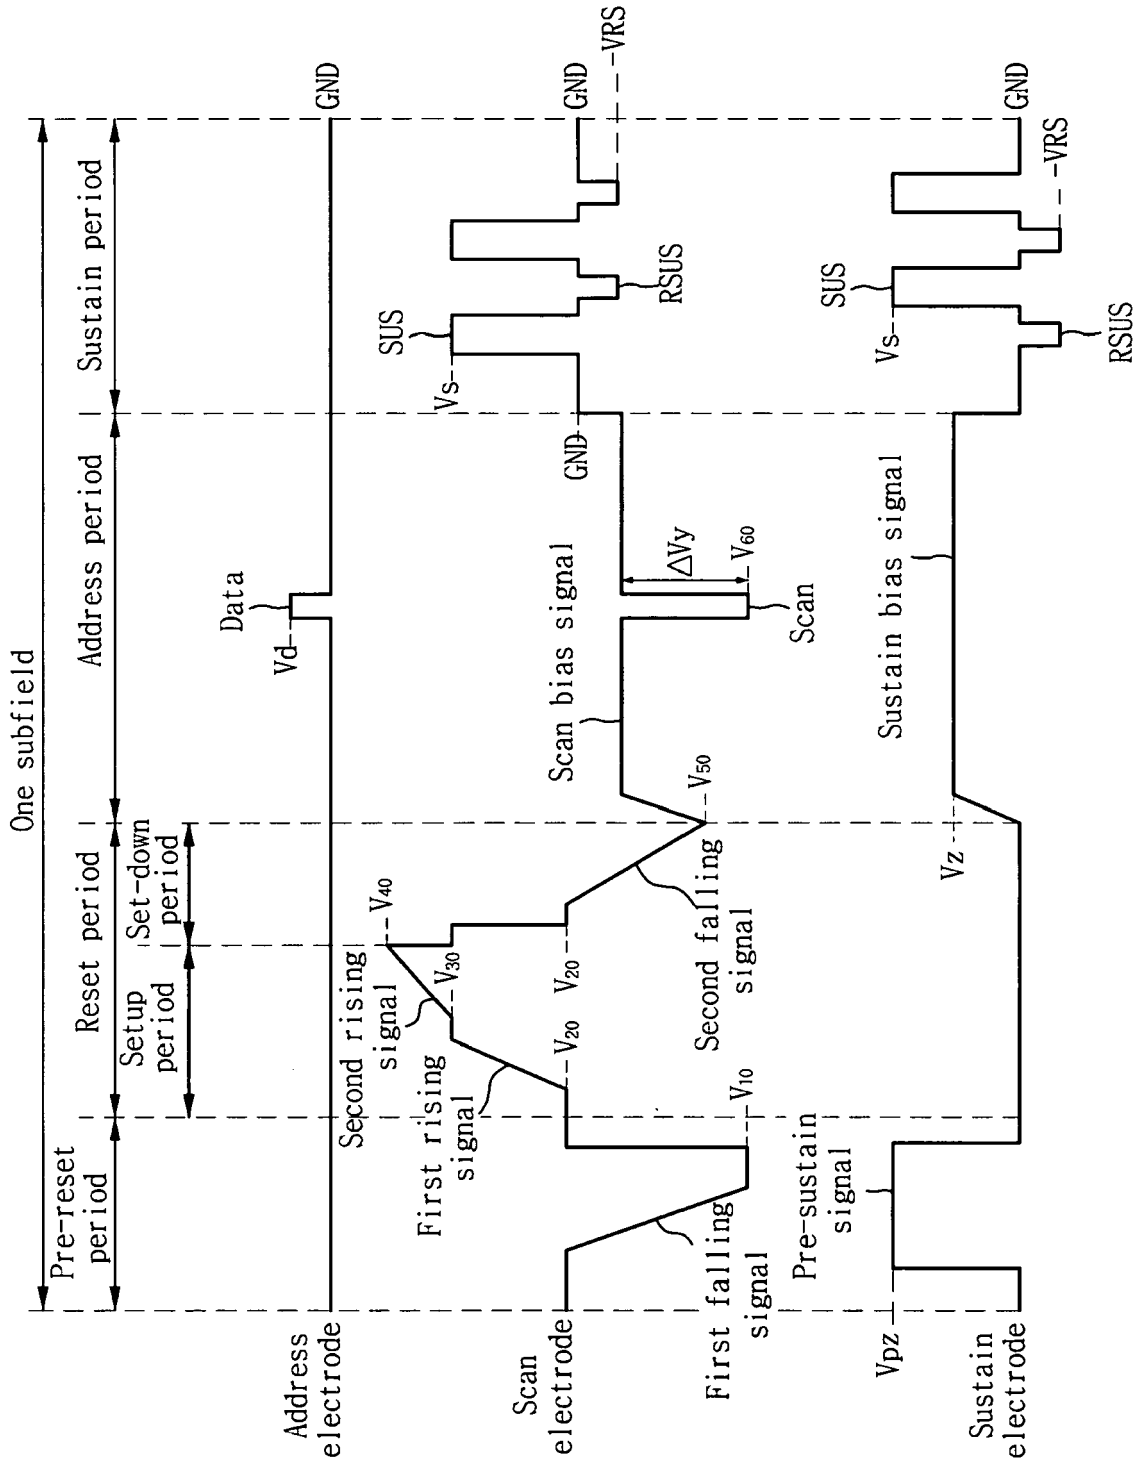 One subfield
Pre-reset
period
Reset period
Address period
Sustain period
Setup
period
Set-down
period
Address
electrode
Vd
Data
GND
Scan
electrode
First falling
signal
V10
First rising
signal
V20
Second rising
signal
V30
V40
V20
Second falling
signal
V50
Scan bias signal
ΔVy
V60
Scan
GND
Vs
SUS
RSUS
GND
-VRS
Sustain
electrode
Vpz
Pre-sustain
signal
Vz
Sustain bias signal
Vs
SUS
RSUS
GND
-VRS